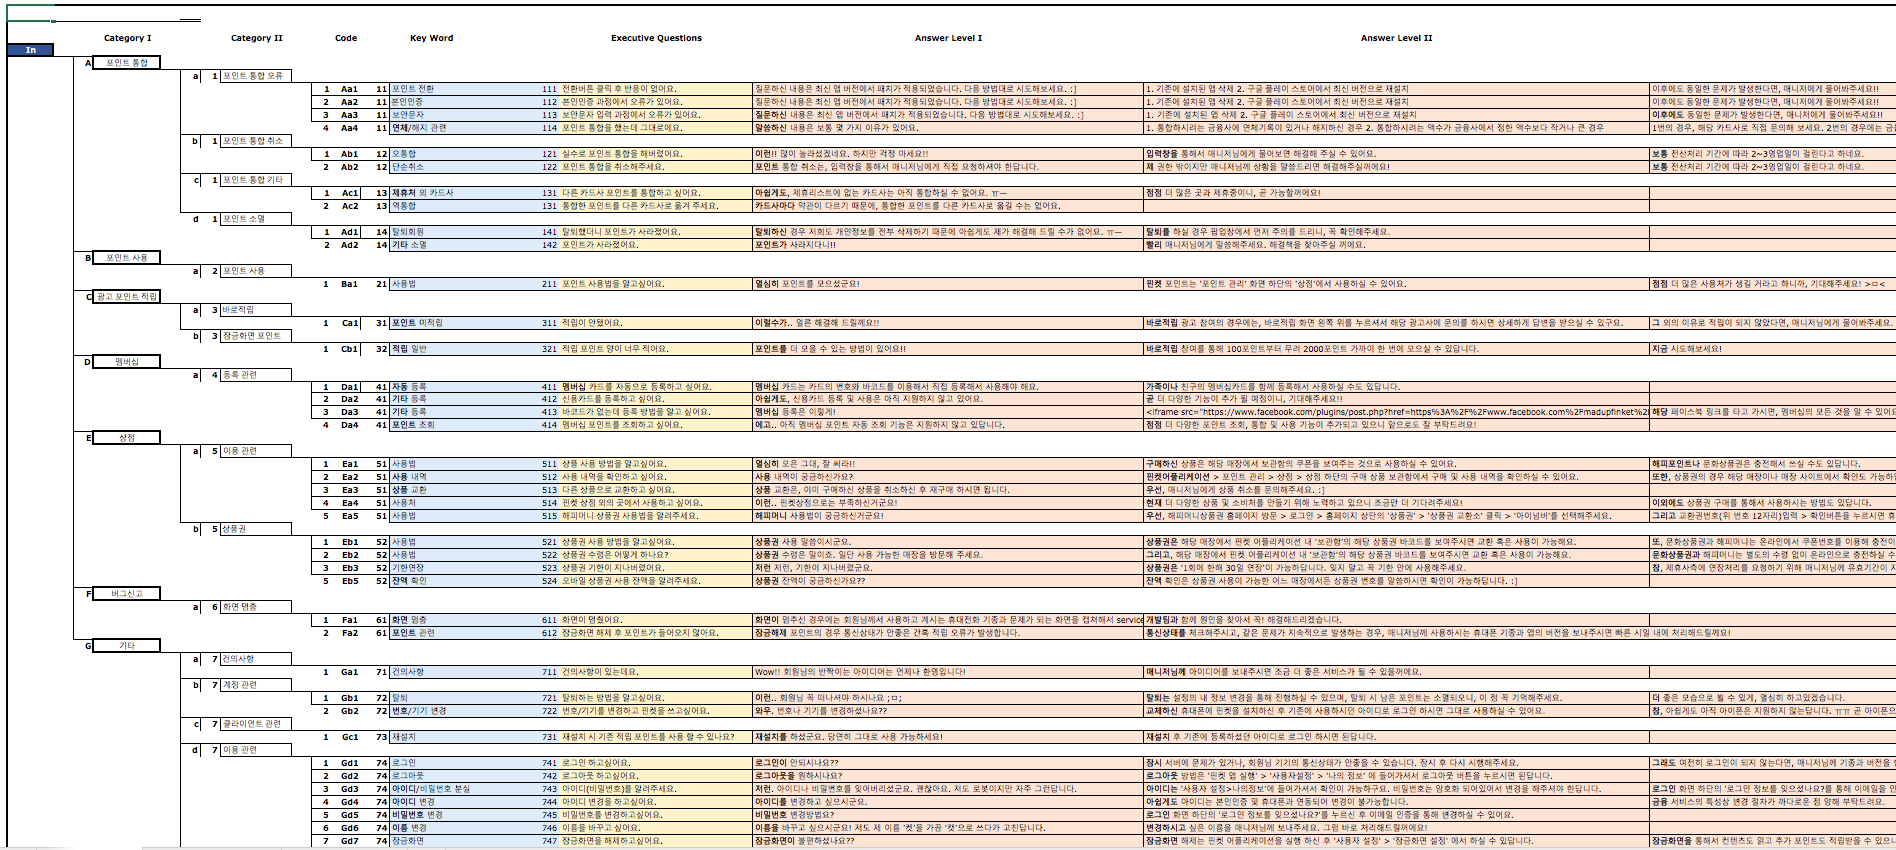 Category I Category II Code Key Word Executive Questions Answer Level I Answer Level II
In
A 포인트 통합
a 1 포인트 통합 오류
1 Aa1 11 포인트 전환 111 전환버튼 클릭 후 반응이 없어요. 질문하신 내용은 최신 앱 버전에서 패치가 적용되었습니다. 다음 방법대로 시도해보세요. :] 1. 기존에 설치된 앱 삭제 2. 구글 플레이 스토어에서 최신 버전으로 재설치 이후에도 동일한 문제가 발생한다면, 매니저에게 물어봐주세요!!
2 Aa2 11 본인인증 112 본인인증 과정에서 오류가 있어요. 질문하신 내용은 최신 앱 버전에서 패치가 적용되었습니다. 다음 방법대로 시도해보세요. :] 1. 기존에 설치된 앱 삭제 2. 구글 플레이 스토어에서 최신 버전으로 재설치 이후에도 동일한 문제가 발생한다면, 매니저에게 물어봐주세요!!
3 Aa3 11 보안문자 113 보안문자 입력 과정에서 오류가 있어요. 질문하신 내용은 최신 앱 버전에서 패치가 적용되었습니다. 다음 방법대로 시도해보세요. :] 1. 기존에 설치된 앱 삭제 2. 구글 플레이 스토어에서 최신 버전으로 재설치 이후에도 동일한 문제가 발생한다면, 매니저에게 물어봐주세요!!
4 Aa4 11 연체/해지 관련 114 포인트 통합을 했는데 그대로에요. 말씀하신 내용은 보통 몇 가지 이유가 있어요. 1. 통합하시려는 금융사에 연체기록이 있거나 해지하신 경우 2. 통합하시려는 액수가 금융사에서 정한 액수보다 작거나 큰 경우 1번의 경우, 해당 카드사로 직접 문의해 보세요. 2번의 경우에는 금융
b 1 포인트 통합 취소
1 Ab1 12 오통합 121 실수로 포인트 통합을 해버렸어요. 이런!! 많이 놀라셨겠네요. 하지만 걱정 마세요!! 입력창을 통해서 매니저님에게 물어보면 해결해 주실 수 있어요. 보통 전산처리 기간에 따라 2~3영업일이 걸린다고 하네요.
2 Ab2 12 단순취소 122 포인트 통합을 취소해주세요. 포인트 통합 취소는, 입력창을 통해서 매니저님에게 직접 요청하셔야 한답니다. 제 권한 밖이지만 매니저님께 상황을 말씀드리면 해결해주실꺼에요! 보통 전산처리 기간에 따라 2~3영업일이 걸린다고 하네요.
c 1 포인트 통합 기타
1 Ac1 13 제휴처 외 카드사 131 다른 카드사 포인트를 통합하고 싶어요. 아쉽게도, 제휴리스트에 없는 카드사는 아직 통합하실 수 없어요. ㅠㅡ 점점 더 많은 곳과 제휴중이니, 곧 가능할꺼에요!
2 Ac2 13 역통합 131 통합한 포인트를 다른 카드사로 옮겨 주세요. 카드사마다 약관이 다르기 때문에, 통합한 포인트를 다른 카드사로 옮길 수는 없어요.
d 1 포인트 소멸
1 Ad1 14 탈퇴회원 141 탈퇴했더니 포인트가 사라졌어요. 탈퇴하신 경우 저희도 개인정보를 전부 삭제하기 때문에 아쉽게도 제가 해결해 드릴 수가 없어요. ㅠㅡ 탈퇴를 하실 경우 팝업창에서 먼저 주의를 드리니, 꼭 확인해주세요.
2 Ad2 14 기타 소멸 142 포인트가 사라졌어요. 포인트가 사라지다니!! 빨리 매니저님에게 말씀해주세요. 해결책을 찾아주실 꺼에요.
B 포인트 사용
a 2 포인트 사용
1 Ba1 21 사용법 211 포인트 사용법을 알고싶어요. 열심히 포인트를 모으셨군요! 핀켓 포인트는 '포인트 관리' 화면 하단의 '상점'에서 사용하실 수 있어요. 점점 더 많은 사용처가 생길 거라고 하니까, 기대해주세요! >ㅁ<
C 광고 포인트 적립
a 3 바로적립
1 Ca1 31 포인트 미적립 311 적립이 안됐어요. 이럴수가.. 얼른 해결해 드릴께요!! 바로적립 광고 참여의 경우에는, 바로적립 화면 왼쪽 위를 누르셔서 해당 광고사에 문의를 하시면 상세하게 답변을 받으실 수 있구요. 그 외의 이유로 적립이 되지 않았다면, 매니저에게 물어봐주세요.
b 3 잠금화면 포인트
1 Cb1 32 적립 일반 321 적립 포인트 양이 너무 적어요. 포인트를 더 모을 수 있는 방법이 있어요!! 바로적립 참여를 통해 100포인트부터 무려 2000포인트 가까이 한 번에 모으실 수 있답니다. 지금 시도해보세요!
D 멤버십
a 4 등록 관련
1 Da1 41 자동 등록 411 멤버십 카드를 자동으로 등록하고 싶어요. 멤버십 카드는 카드의 번호와 바코드를 이용해서 직접 등록해서 사용해야 해요. 가족이나 친구의 멤버십카드를 함께 등록해서 사용하실 수도 있답니다.
2 Da2 41 기타 등록 412 신용카드를 등록하고 싶어요. 아쉽게도, 신용카드 등록 및 사용은 아직 지원하지 않고 있어요. 곧 더 다양한 기능이 추가 될 예정이니, 기대해주세요!!
3 Da3 41 기타 등록 413 바코드가 없는데 등록 방법을 알고 싶어요. 멤버십 등록은 이렇게! <iframe src="https://www.facebook.com/plugins/post.php?href=https%3A%2F%2Fwww.facebook.com%2Fmadupfinket%2 해당 페이스북 링크를 타고 가시면, 멤버십의 모든 것을 알 수 있어요
4 Da4 41 포인트 조회 414 멤버십 포인트를 조회하고 싶어요. 에고.. 아직 멤버십 포인트 자동 조회 기능은 지원하지 않고 있답니다. 점점 더 다양한 포인트 조회, 통합 및 사용 기능이 추가되고 있으니 앞으로도 잘 부탁드려요!
E 상점
a 5 이용 관련
1 Ea1 51 사용법 511 상품 사용 방법을 알고싶어요. 열심히 모은 그대, 잘 써라!! 구매하신 상품은 해당 매장에서 보관함의 쿠폰을 보여주는 것으로 사용하실 수 있어요. 해피포인트나 문화상품권은 충전해서 쓰실 수도 있답니다.
2 Ea2 51 사용 내역 512 사용 내역을 확인하고 싶어요. 사용 내역이 궁금하신가요? 핀켓어플리케이션 > 포인트 관리 > 상점 > 상점 하단의 구매 상품 보관함에서 구매 및 사용 내역을 확인하실 수 있어요. 또한, 상품권의 경우 해당 매장이나 매장 사이트에서 확인도 가능하답
3 Ea3 51 상품 교환 513 다른 상품으로 교환하고 싶어요. 상품 교환은, 이미 구매하신 상품을 취소하신 후 재구매 하시면 됩니다. 우선, 매니저님에게 상품 취소를 문의해주세요. :]
4 Ea4 51 사용처 514 핀켓 상점 외의 곳에서 사용하고 싶어요. 이런.. 핀켓상점으로는 부족하신거군요! 현재 더 다양한 상품 및 소비처를 만들기 위해 노력하고 있으니 조금만 더 기다려주세요! 이외에도 상품권 구매를 통해서 사용하시는 방법도 있답니다.
5 Ea5 51 사용법 515 해피머니 상품권 사용법을 알려주세요. 해피머니 사용법이 궁금하신거군요! 우선, 해피머니상품권 홈페이지 방문 > 로그인 > 홈페이지 상단의 '상품권' > '상품권 교환소' 클릭 > '아이넘버'를 선택해주세요. 그리고 교환권번호(위 번호 12자리)입력 > 확인버튼을 누르시면 휴
b 5 상품권
1 Eb1 52 사용법 521 상품권 사용 방법을 알고싶어요. 상품권 사용 말씀이시군요. 상품권은 해당 매장에서 핀켓 어플리케이션 내 '보관함'의 해당 상품권 바코드를 보여주시면 교환 혹은 사용이 가능해요. 또, 문화상품권과 해피머니는 온라인에서 쿠폰번호를 이용해 충전이
2 Eb2 52 사용법 522 상품권 수령은 어떻게 하나요? 상품권 수령은 말이죠. 일단 사용 가능한 매장을 방문해 주세요. 그리고, 해당 매장에서 핀켓 어플리케이션 내 '보관함'의 해당 상품권 바코드를 보여주시면 교환 혹은 사용이 가능해요. 문화상품권과 해피머니는 별도의 수령 없이 온라인으로 충전하실 수
3 Eb3 52 기한연장 523 상품권 기한이 지나버렸어요. 저런 저런, 기한이 지나버렸군요. 상품권은 '1회에 한해 30일 연장'이 가능하답니다. 잊지 말고 꼭 기한 안에 사용해주세요. 참, 제휴사측에 연장처리를 요청하기 위해 매니저님께 유효기간이 지
5 Eb5 52 잔액 확인 524 모바일 상품권 사용 잔액을 알려주세요. 상품권 잔액이 궁금하신가요?? 잔액 확인은 상품권 사용이 가능한 어느 매장에서든 상품권 번호를 말씀하시면 확인이 가능하답니다. :]
F 버그신고
a 6 화면 멈춤
1 Fa1 61 화면 멈춤 611 화면이 멈췄어요. 화면이 멈추신 경우에는 회원님께서 사용하고 계시는 휴대전화 기종과 문제가 되는 화면을 캡쳐해서 service 개발팀과 함께 원인을 찾아서 꼭! 해결해드리겠습니다.
2 Fa2 61 포인트 관련 612 잠금화면 해제 후 포인트가 들어오지 않아요. 잠금해제 포인트의 경우 통신상태가 안좋은 간혹 적립 오류가 발생합니다. 통신상태를 체크해주시고, 같은 문제가 지속적으로 발생하는 경우, 매니저님께 사용하시는 휴대폰 기종과 앱의 버전을 보내주시면 빠른 시일 내에 처리해드릴께요!
G 기타
a 7 건의사항
1 Ga1 71 건의사항 711 건의사항이 있는데요. Wow!! 회원님의 반짝이는 아이디어는 언제나 환영입니다! 매니저님께 아이디어를 보내주시면 조금 더 좋은 서비스가 될 수 있을꺼에요.
b 7 계정 관련
1 Gb1 72 탈퇴 721 탈퇴하는 방법을 알고싶어요. 이런.. 회원님 꼭 떠나셔야 하시나요 ;ㅁ; 탈퇴는 설정의 내 정보 변경을 통해 진행하실 수 있으며, 탈퇴 시 남은 포인트는 소멸되오니, 이 점 꼭 기억해주세요. 더 좋은 모습으로 뵐 수 있게, 열심히 하고있겠습니다.
2 Gb2 72 번호/기기 변경 722 번호/기기를 변경하고 핀켓을 쓰고싶어요. 와우. 번호나 기기를 변경하셨나요?? 교체하신 휴대폰에 핀켓을 설치하신 후 기존에 사용하시던 아이디로 로그인 하시면 그대로 사용하실 수 있어요. 참, 아쉽게도 아직 아이폰은 지원하지 않는답니다. ㅠㅠ 곧 아이폰으
c 7 클라이언트 관련
1 Gc1 73 재설치 731 재설치 시 기존 적립 포인트를 사용 할 수 있나요? 재설치를 하셨군요. 당연히 그대로 사용 가능하세요! 재설치 후 기존에 등록하셨던 아이디로 로그인 하시면 된답니다.
d 7 이용 관련
1 Gd1 74 로그인 741 로그인 하고싶어요. 로그인이 안되시나요?? 잠시 서버에 문제가 있거나, 회원님 기기의 통신상태가 안좋을 수 있습니다. 잠시 후 다시 시행해주세요. 그래도 여전히 로그인이 되지 않는다면, 매니저님께 기종과 버전을
2 Gd2 74 로그아웃 742 로그아웃 하고싶어요. 로그아웃을 원하시나요? 로그아웃 방법은 '핀켓 앱 실행' > '사용자설정' > '나의 정보' 에 들어가셔서 로그아웃 버튼을 누르시면 된답니다.
3 Gd3 74 아이디/비밀번호 분실 743 아이디(비밀번호)를 알려주세요. 저런. 아이디나 비밀번호를 잊어버리셨군요. 괜찮아요. 저도 로봇이지만 자주 그런답니다. 아이디는 '사용자 설정>나의정보'에 들어가셔서 확인이 가능하구요. 비밀번호는 암호화 되어있어서 변경을 해주셔야 한답니다. 로그인 화면 하단의 '로그인 정보를 잊으셨나요?'를 통해 이메일을 인
4 Gd4 74 아이디 변경 744 아이디 변경을 하고싶어요. 아이디를 변경하고 싶으시군요. 아쉽게도 아이디는 본인인증 및 휴대폰과 연동되어 변경이 불가능합니다. 금융 서비스의 특성상 변경 절차가 까다로운 점 양해 부탁드려요.
5 Gd5 74 비밀번호 변경 745 비밀번호 변경을 하고싶어요. 비밀번호 변경방법요? 로그인 화면 하단의 '로그인 정보를 잊으셨나요?'를 누르신 후 이메일 인증을 통해 변경하실 수 있어요.
6 Gd6 74 이름 변경 746 이름을 바꾸고 싶어요. 이름을 바꾸고 싶으시군요! 저도 제 이름 '켓'을 가끔 '캣'으로 쓰다가 고친답니다. 변경하시고 싶은 이름을 매니저님께 보내주세요. 그럼 바로 처리해드릴꺼에요!
7 Gd7 74 잠금화면 747 잠금화면을 해제하고싶어요. 잠금화면이 불편하셨나요?? 잠금화면 해제는 핀켓 어플리케이션을 실행 하신 후 '사용자 설정' > '잠금화면 설정' 에서 하실 수 있답니다. 잠금화면을 통해서 컨텐츠도 읽고 추가 포인트도 적립받을 수 있으니